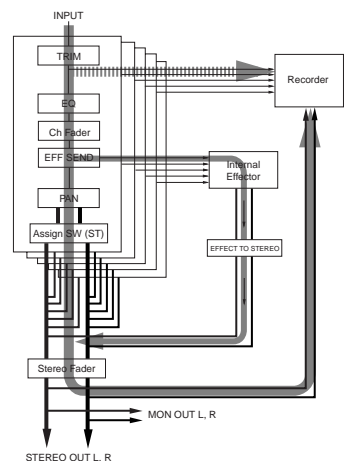 INPUT
TRIM
Recorder
EQ
Ch Fader
EFF SEND
Internal
Effector
PAN
Assign SW (ST)
EFFECT TO STEREO
Stereo Fader
MON OUT L, R
STEREO OUT L, R